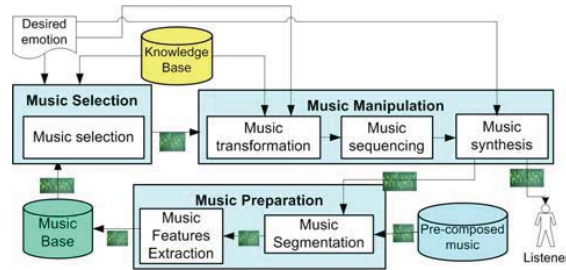 Desired
emotion
Knowledge
Base
Music Selection
Music selection
Music Manipulation
Music
transformation
Music
sequencing
Music
synthesis
Music Preparation
Music
Base
Music
Features
Extraction
Music
Segmentation
Pre-composed
music
Listener